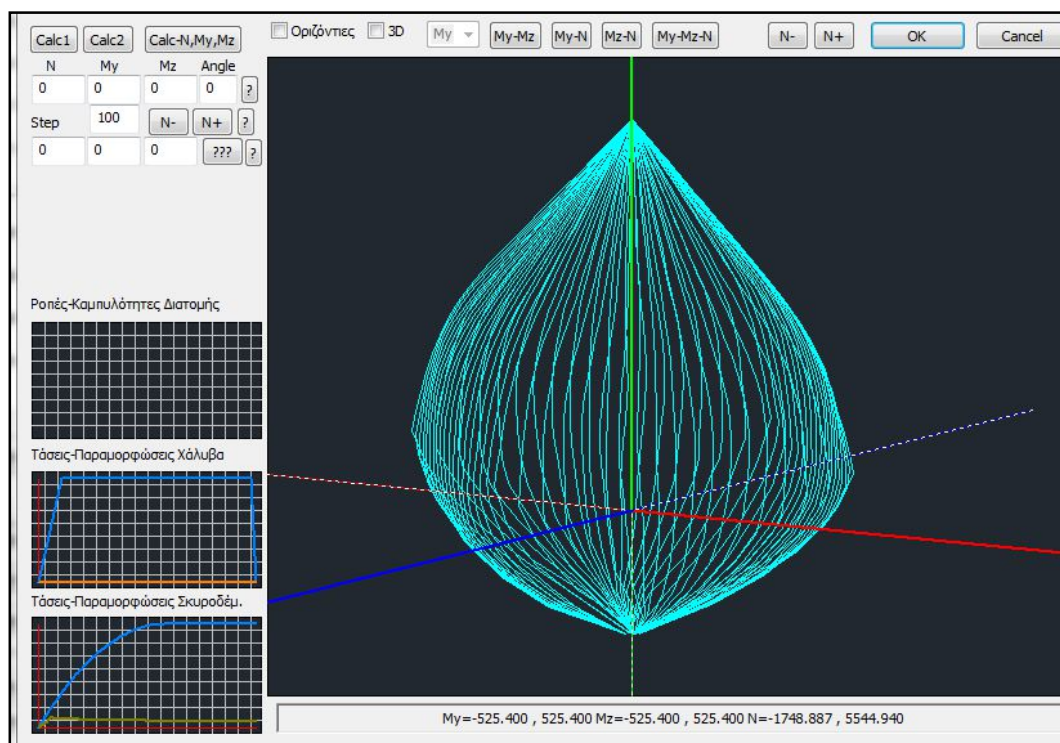 Calc1 Calc2 Calc-N,My,Mz
Οριζόντιες 3D My My-Mz My-N Mz-N My-Mz-N N- N+ OK Cancel
N My Mz Angle
0 0 0 0 ?
Step 100 N- N+ ?
0 0 0 ??? ?
Ροπές-Καμπυλότητες Διατομής
Τάσεις-Παραμορφώσεις Χάλυβα
Τάσεις-Παραμορφώσεις Σκυροδέμ.
My=-525.400 , 525.400 Mz=-525.400 , 525.400 N=-1748.887 , 5544.940